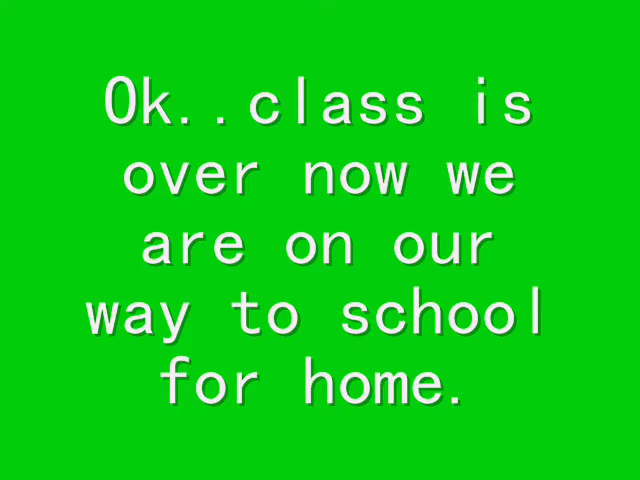 Ok..class is
over now we
are on our
way to school
for home.